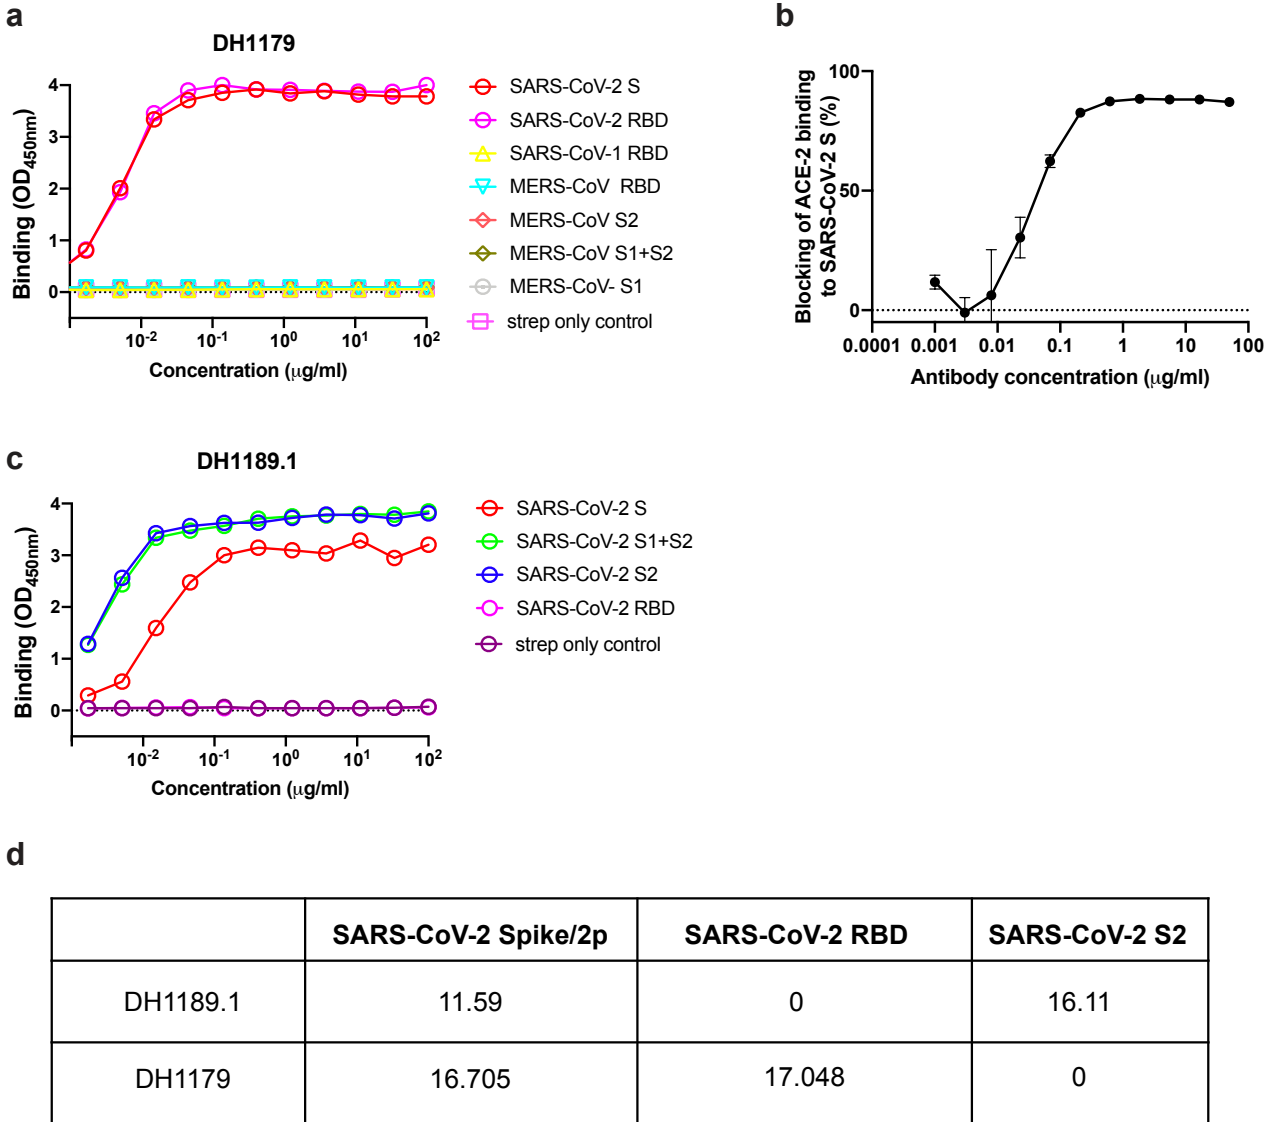 a
DH1179
Binding (OD450nm)
4
3
2
1
0
10-2
10-1
100
101
102
Concentration (μg/ml)
SARS-CoV-2 S
SARS-CoV-2 RBD
SARS-CoV-1 RBD
MERS-CoV RBD
MERS-CoV S2
MERS-CoV S1+S2
MERS-CoV- S1
strep only control
b
Blocking of ACE-2 binding
to SARS-CoV-2 S (%)
100
50
0
0.0001
0.001
0.01
0.1
1
10
100
Antibody concentration (μg/ml)
c
DH1189.1
Binding (OD450nm)
4
3
2
1
0
10-2
10-1
100
101
102
Concentration (μg/ml)
SARS-CoV-2 S
SARS-CoV-2 S1+S2
SARS-CoV-2 S2
SARS-CoV-2 RBD
strep only control
d
SARS-CoV-2 Spike/2p SARS-CoV-2 RBD SARS-CoV-2 S2
DH1189.1 11.59 0 16.11
DH1179 16.705 17.048 0